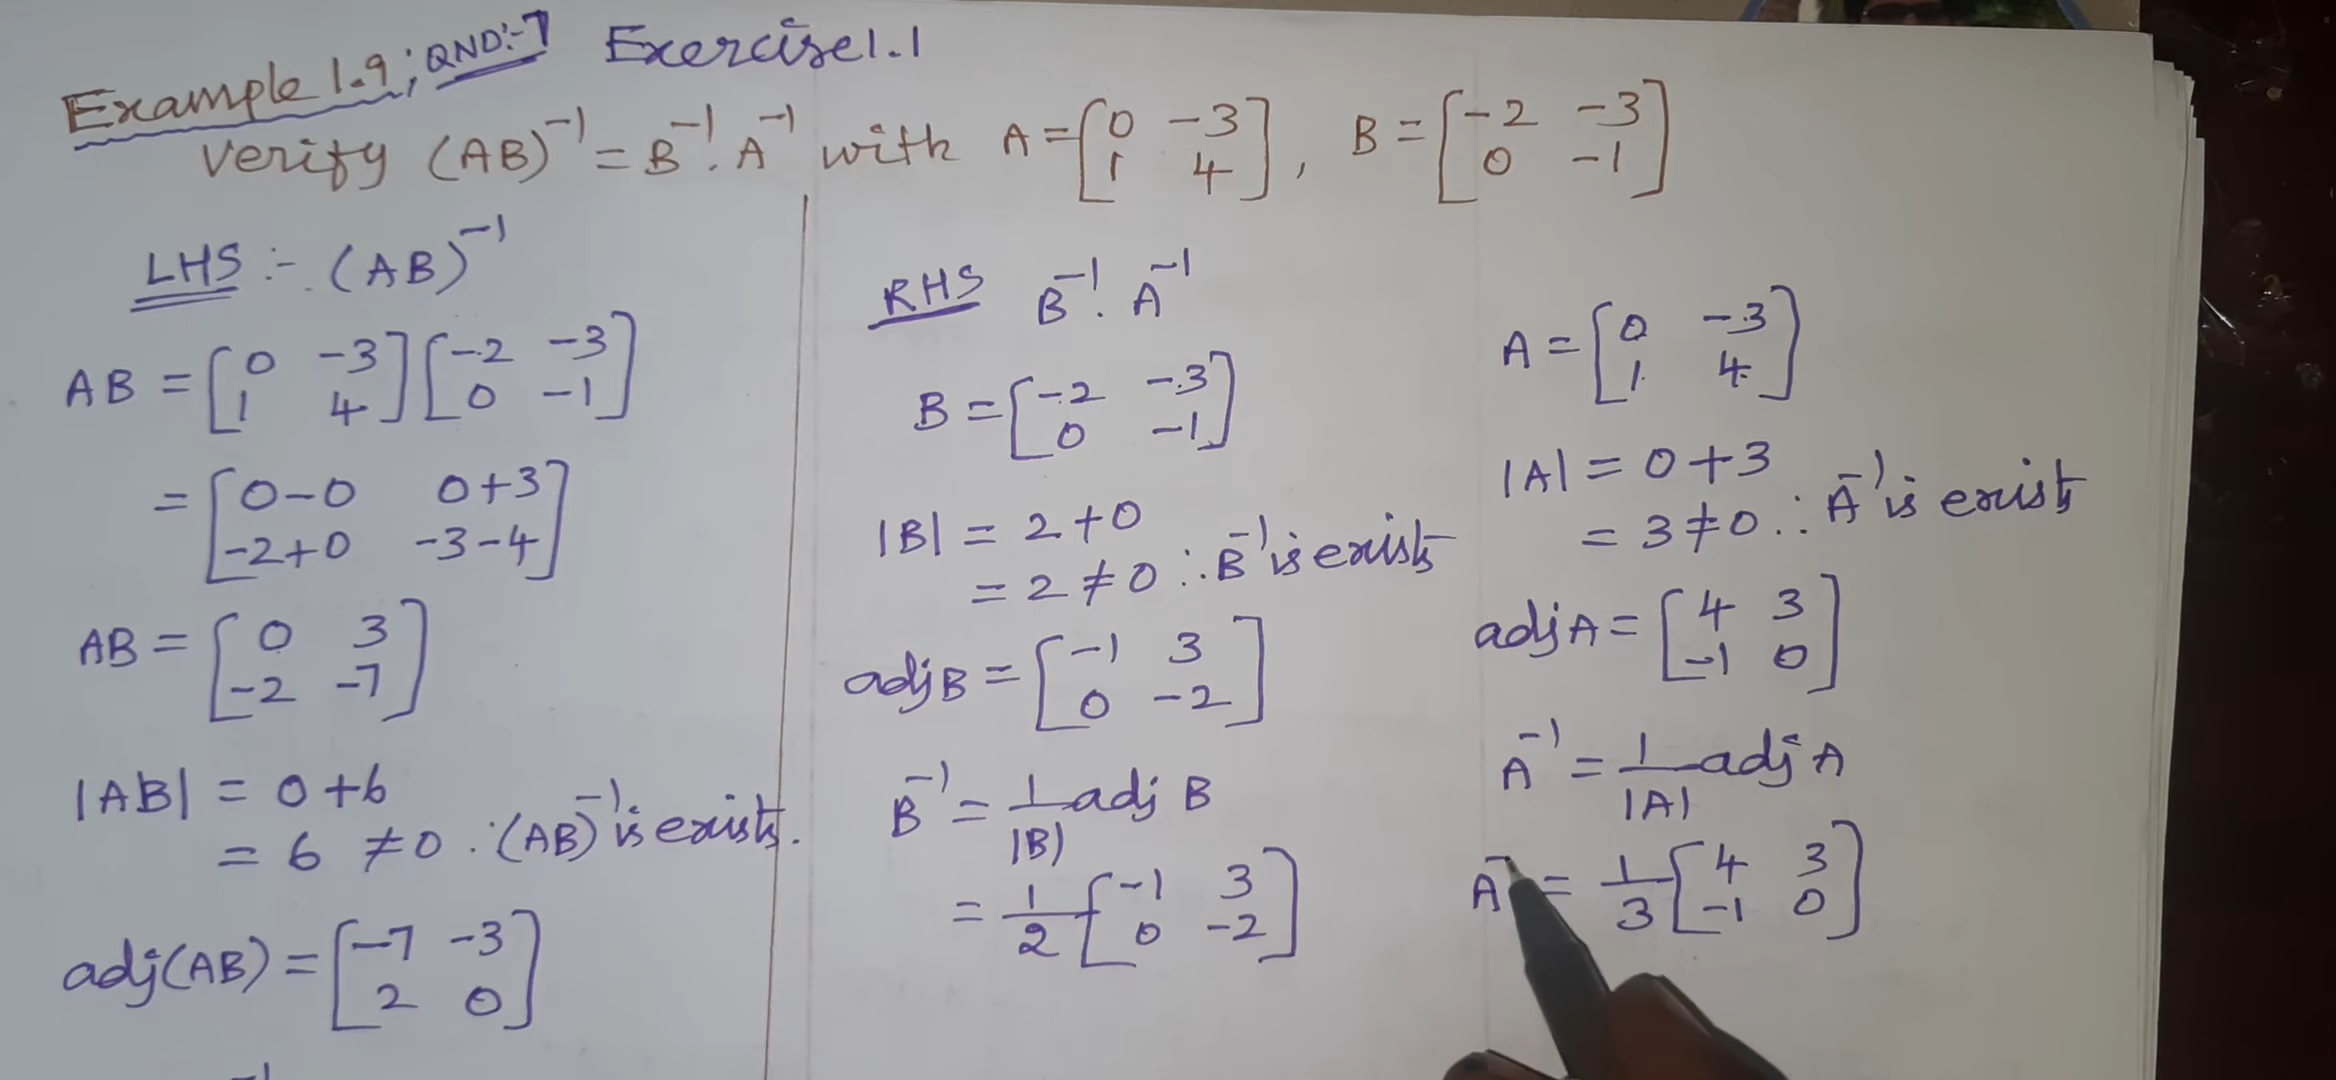 Example 1.9; QNO:-7 Exercise 1.1
Verify (AB)⁻¹ = B⁻¹. A⁻¹ with A = [0 -3; 1 4], B = [-2 -3; 0 -1]
LHS :- (AB)⁻¹
AB = [0 -3; 1 4] [-2 -3; 0 -1]
= [0-0 0+3; -2+0 -3-4]
AB = [0 3; -2 -7]
|AB| = 0+6
= 6 ≠0 ∴ (AB)⁻¹ is exists.
adj(AB) = [-7 -3; 2 0]
-1
RHS B⁻¹. A⁻¹
B = [-2 -3; 0 -1]
|B| = 2+0
= 2 ≠ 0 ∴ B⁻¹ is exists
adj B = [-1 3; 0 -2]
B⁻¹ = 1/|B| adj B
= 1/2 [-1 3; 0 -2]
A = [0 -3; 1 4]
|A| = 0+3
= 3 ≠ 0 ∴ A⁻¹ is exists
adj A = [4 3; -1 0]
A⁻¹ = 1/|A| adj A
A⁻ = 1/3 [4 3; -1 0]